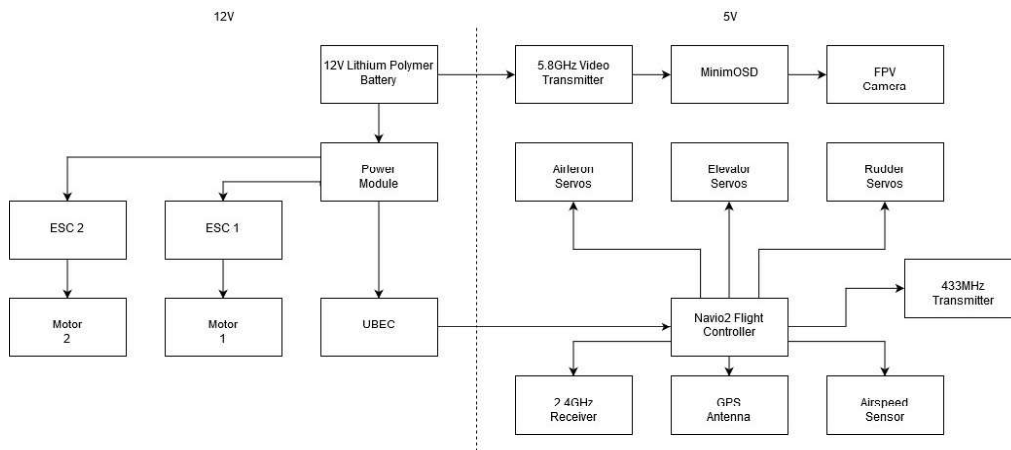 12V
5V
12V Lithium Polymer
Battery
5.8GHz Video
Transmitter
MinimOSD
FPV
Camera
Power
Module
Airleron
Servos
Elevator
Servos
Rudder
Servos
ESC 2
ESC 1
433MHz
Transmitter
Motor
2
Motor
1
UBEC
Navio2 Flight
Controller
2.4GHz
Receiver
GPS
Antenna
Airspeed
Sensor